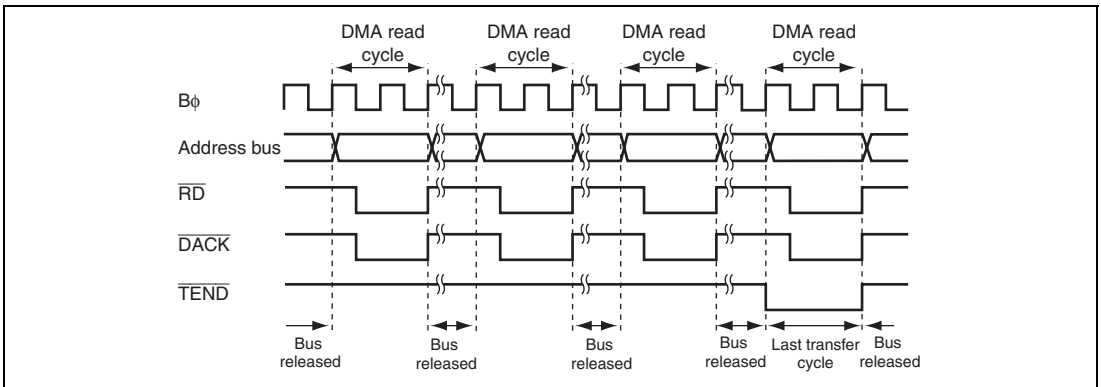 DMA read cycle
DMA read cycle
DMA read cycle
DMA read cycle
Bϕ
Address bus
RD
DACK
TEND
Bus released
Bus released
Bus released
Bus released
Last transfer cycle
Bus released